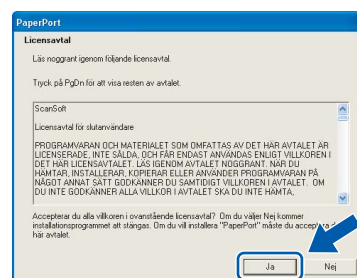 PaperPort
Licensavtal
Läs noggrant igenom följande licensavtal.
Tryck på PgDn för att visa resten av avtalet.
ScanSoft
Licensavtal för slutanvändare
PROGRAMVARAN OCH MATERIALET SOM OMFATTAS AV DET HÄR AVTALET ÄR
LICENSERADE, INTE SÅLDA, OCH FÅR ENDAST ANVÄNDAS ENLIGT VILLKOREN I
DET HÄR LICENSAVTALET. LÄS IGENOM AVTALET NOGGRANT. NÄR DU
HÄMTAR, INSTALLERAR, KOPIERAR ELLER ANVÄNDER PROGRAMVARAN PÅ
NÅGOT ANNAT SÄTT GODKÄNNER DU SAMTIDIGT VILLKOREN I AVTALET. OM
DU INTE GODKÄNNER ALLA VILLKOR I AVTALET SKA DU INTE HÄMTA,
Accepterar du alla villkoren i ovanstående licensavtal? Om du väljer Nej kommer
installationsprogrammet att stängas. Om du vill installera "PaperPort" måste du acceptera d
här avtalet.
Ja
Nej